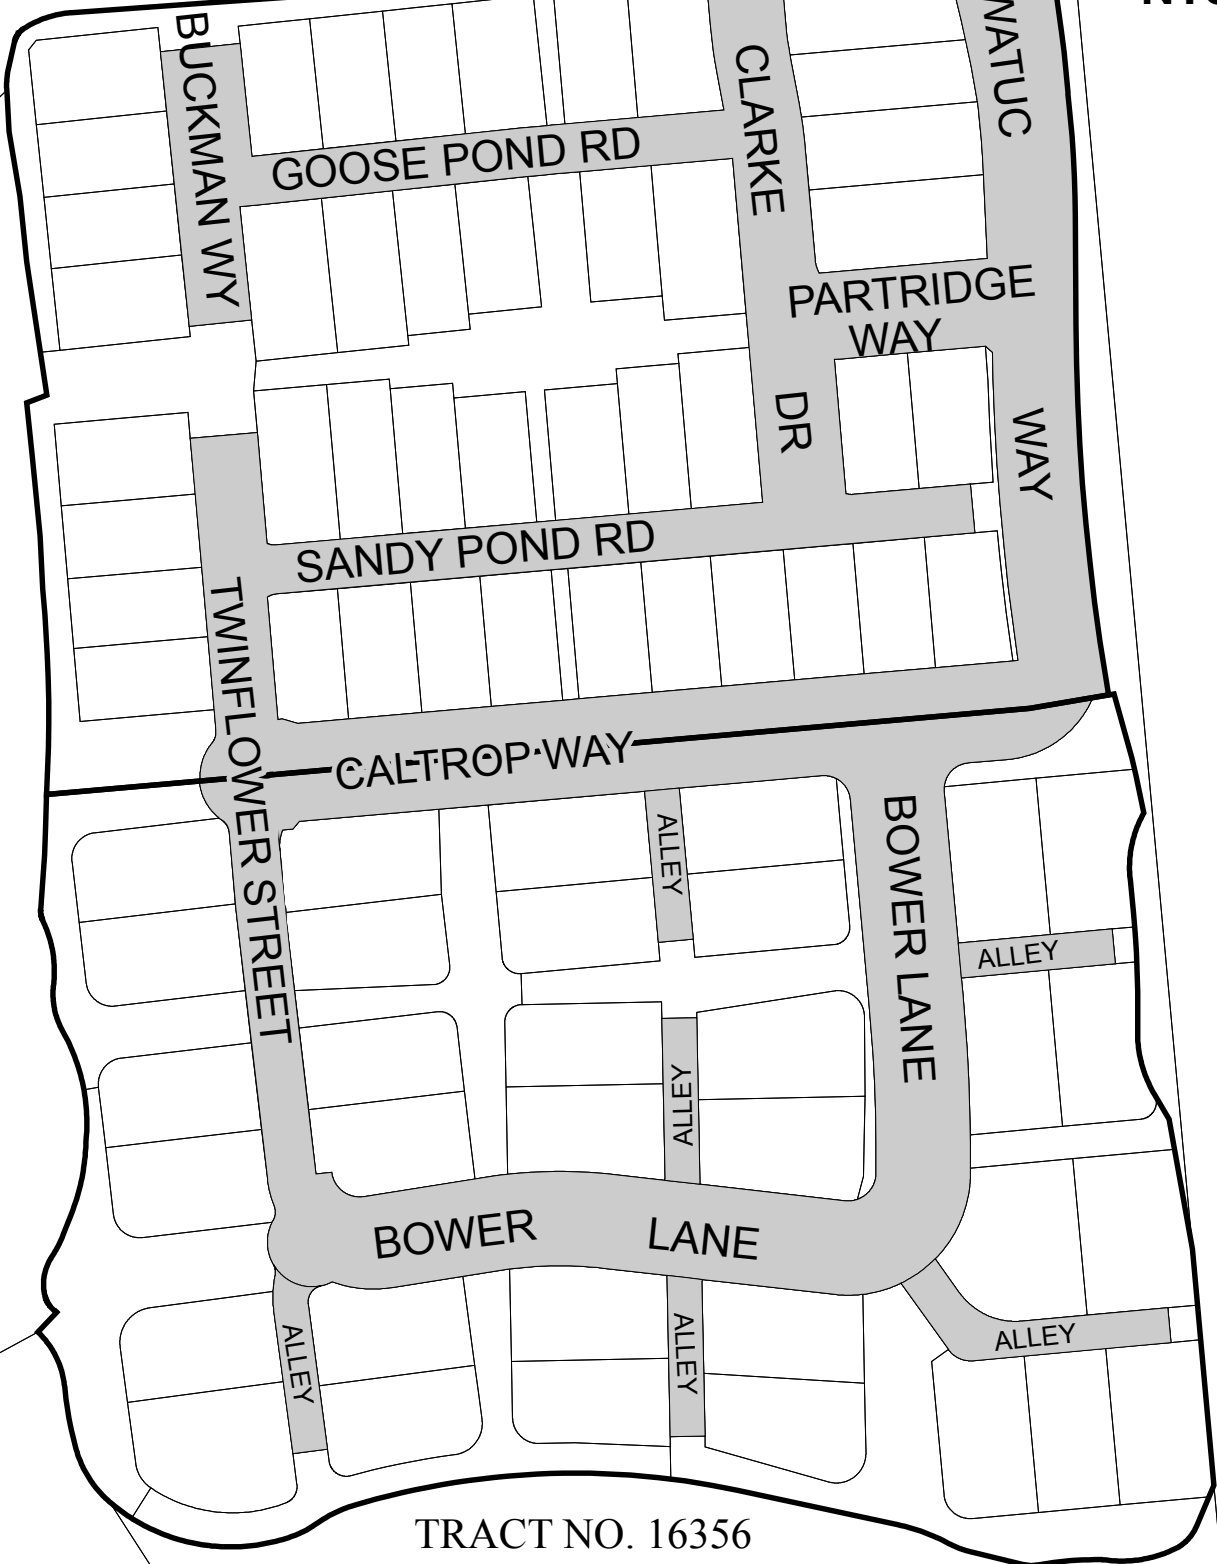 BUCKMAN WY
GOOSE POND RD
CLARKE
DR
WATUC
WAY
PARTRIDGE
WAY
SANDY POND RD
TWINFLOWER STREET
CALTROP WAY
ALLEY
BOWER LANE
ALLEY
ALLEY
BOWER LANE
ALLEY
ALLEY
ALLEY
TRACT NO. 16356